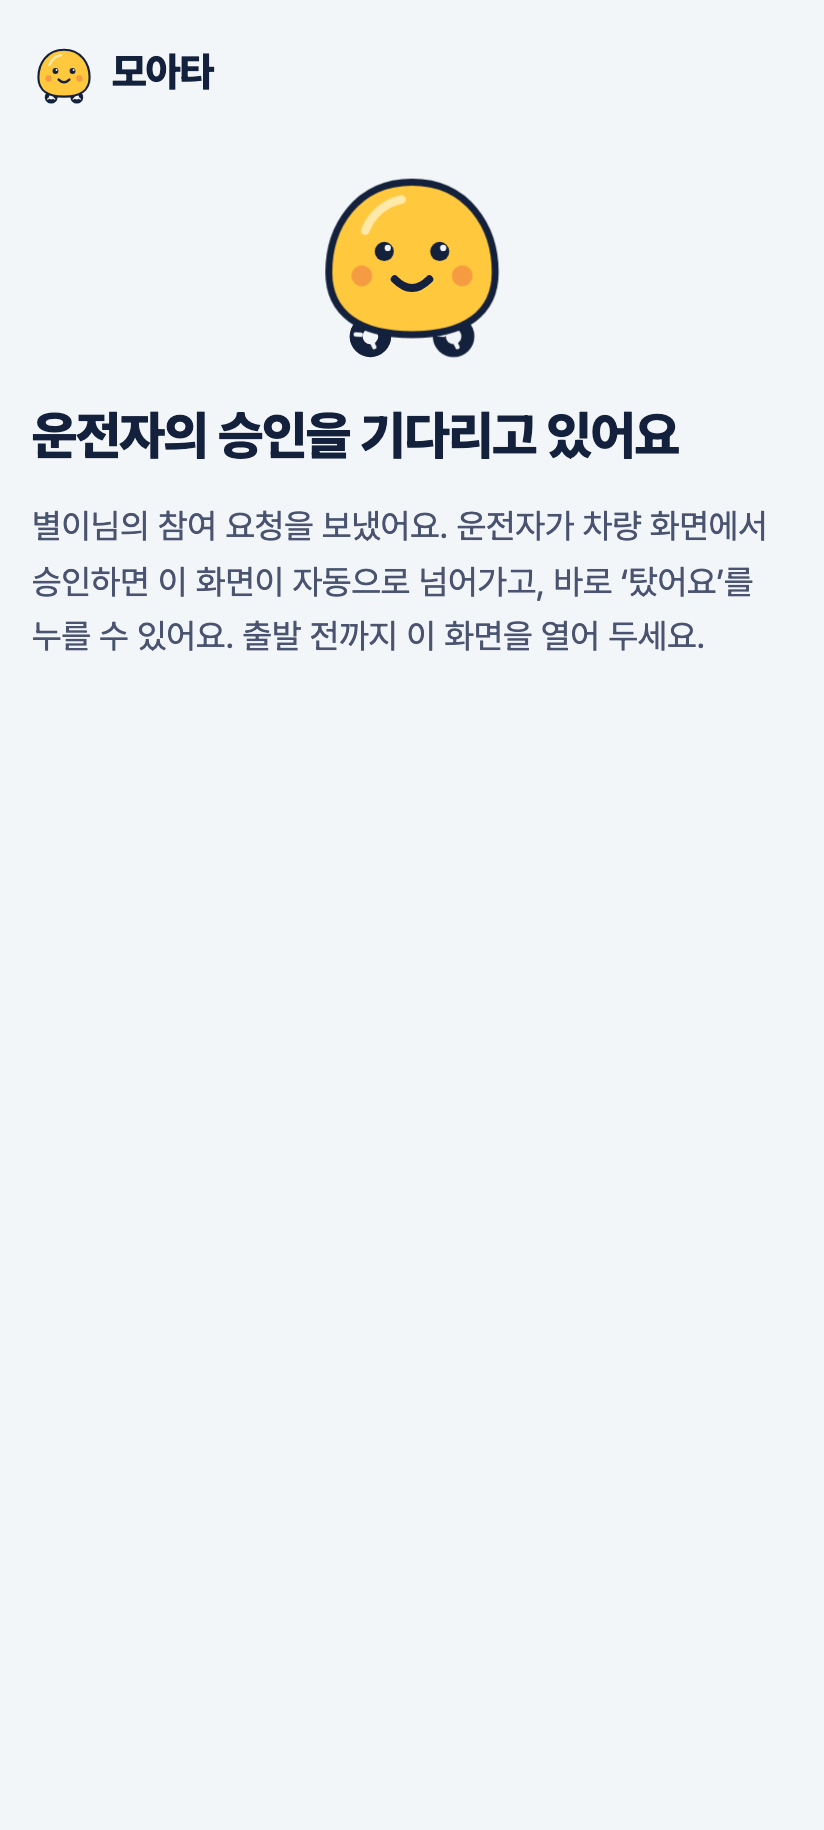 모아타
운전자의 승인을 기다리고 있어요
별이님의 참여 요청을 보냈어요. 운전자가 차량 화면에서
승인하면 이 화면이 자동으로 넘어가고, 바로 ‘탔어요’를
누를 수 있어요. 출발 전까지 이 화면을 열어 두세요.